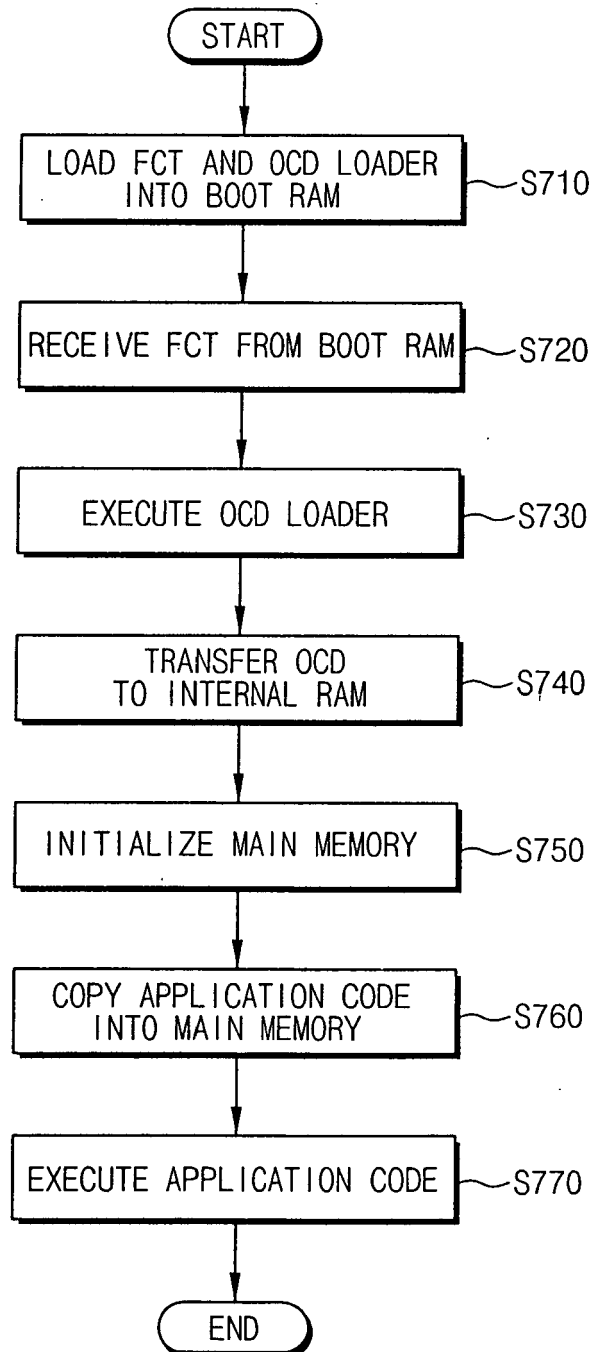 START
LOAD FCT AND OCD LOADER
INTO BOOT RAM
S710
RECEIVE FCT FROM BOOT RAM
S720
EXECUTE OCD LOADER
S730
TRANSFER OCD
TO INTERNAL RAM
S740
INITIALIZE MAIN MEMORY
S750
COPY APPLICATION CODE
INTO MAIN MEMORY
S760
EXECUTE APPLICATION CODE
S770
END